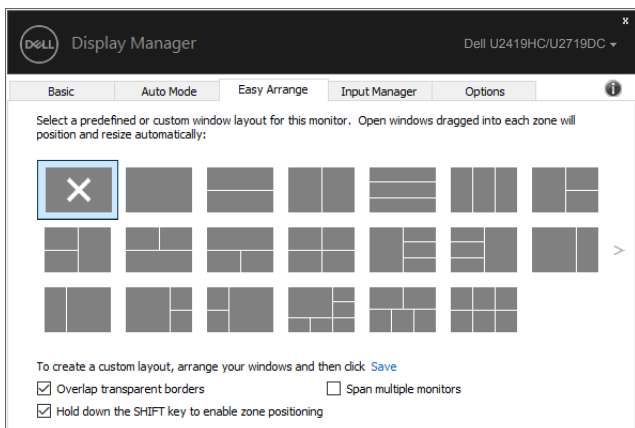 x
DELL Display Manager Dell U2419HC/U2719DC
Basic Auto Mode Easy Arrange Input Manager Options
Select a predefined or custom window layout for this monitor. Open windows dragged into each zone will
position and resize automatically:
>
To create a custom layout, arrange your windows and then click Save
Overlap transparent borders Span multiple monitors
Hold down the SHIFT key to enable zone positioning